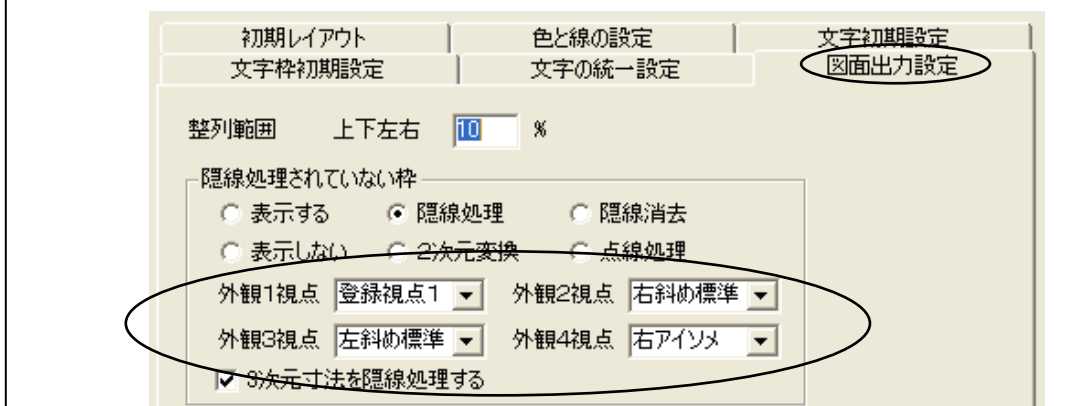 初期レイアウト 色と線の設定 文字初期設定
文字枠初期設定 文字の統一設定 図面出力設定
整列範囲 上下左右 10 %
隠線処理されていない枠
表示する 隠線処理 隠線消去
表示しない 2次元変換 点線処理
外観1視点 登録視点1 外観2視点 右斜め標準
外観3視点 左斜め標準 外観4視点 右アイソメ
3次元寸法を隠線処理する